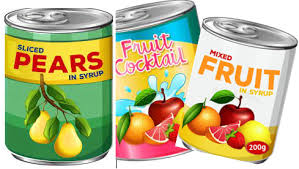 SLICED
PEARS
IN SYRUP
Fruit
Cocktail
MIXED
FRUIT
IN SYRUP
200g